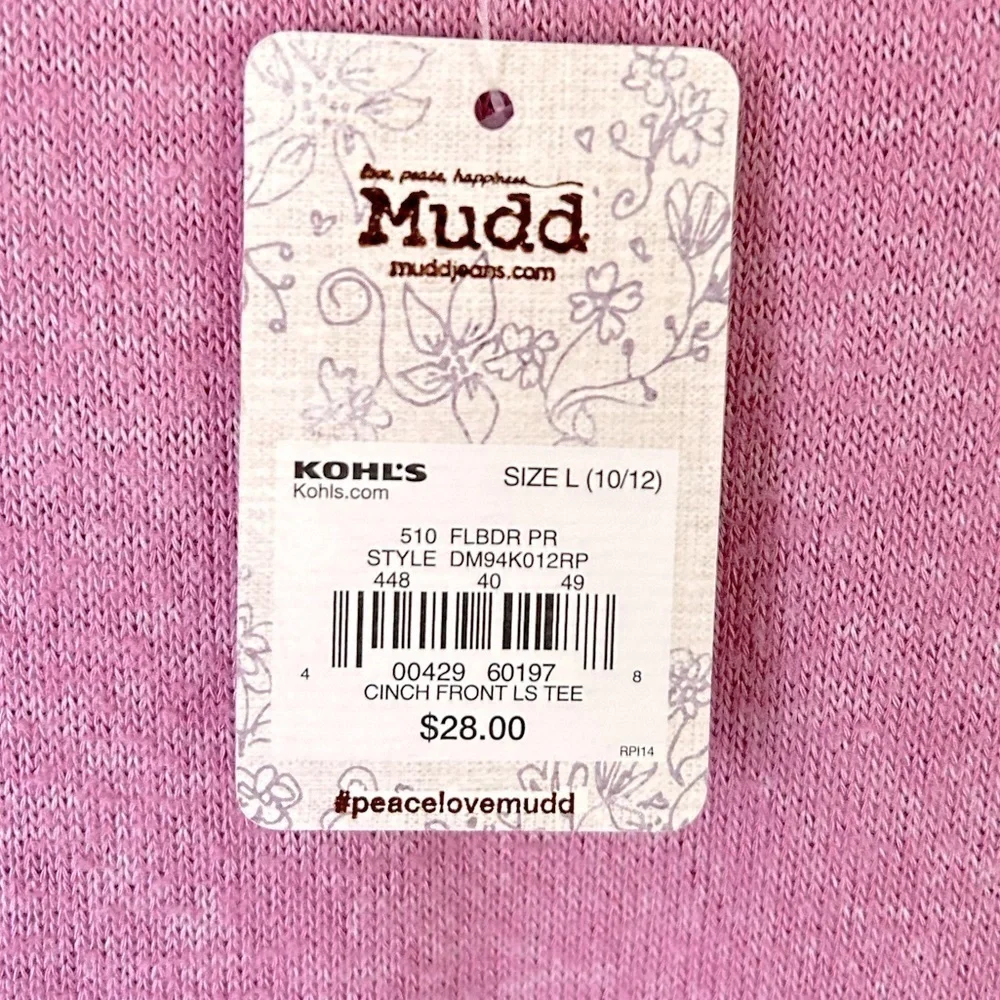 love, peace, happiness
Mudd
muddjeans.com
KOHL'S
SIZE L (10/12)
Kohls.com
510 FLBDR PR
STYLE DM94K012RP
448 40 49
4 00429 60197 8
CINCH FRONT LS TEE
$28.00
RPI14
#peacelovemudd